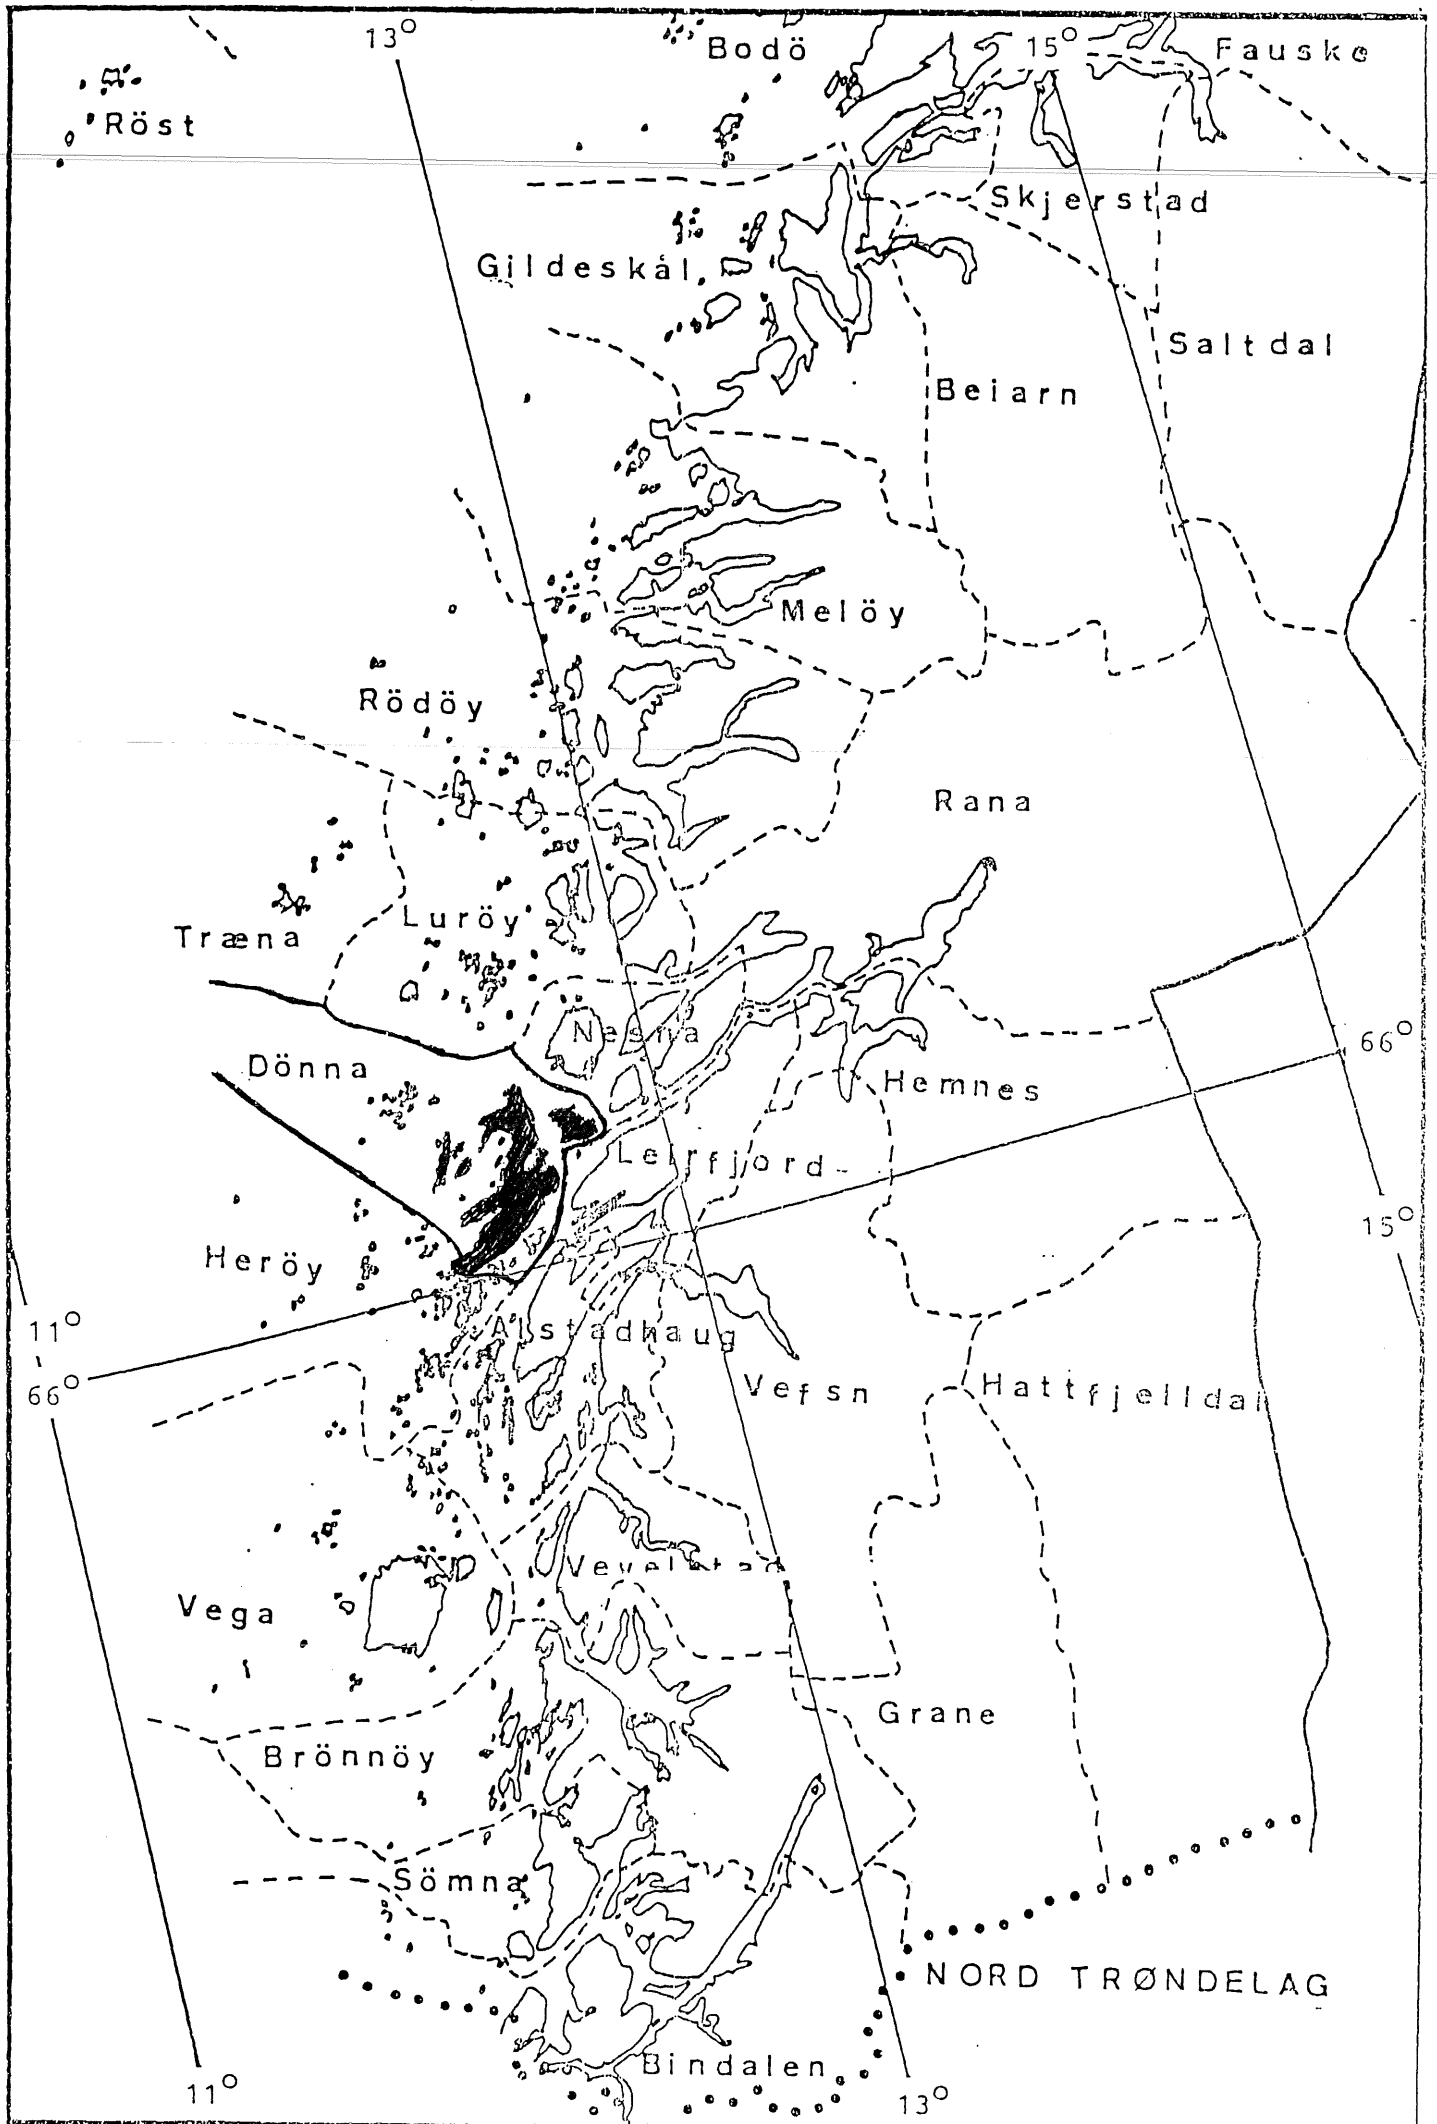 13°
Bodö
15°
Fauske
Röst
Skjerstad
Gildeskål
Saltdal
Beiarn
Melöy
Rödöy
Rana
Luröy
Træna
Nesna
66°
Dönna
Hemnes
Leirfjord
15°
Heröy
11°
Alstadhaug
66°
Vefsn
Hattfjelldal
Vevelstad
Vega
Grane
Brönnöy
Sömna
NORD TRØNDELAG
Bindalen
11°
13°